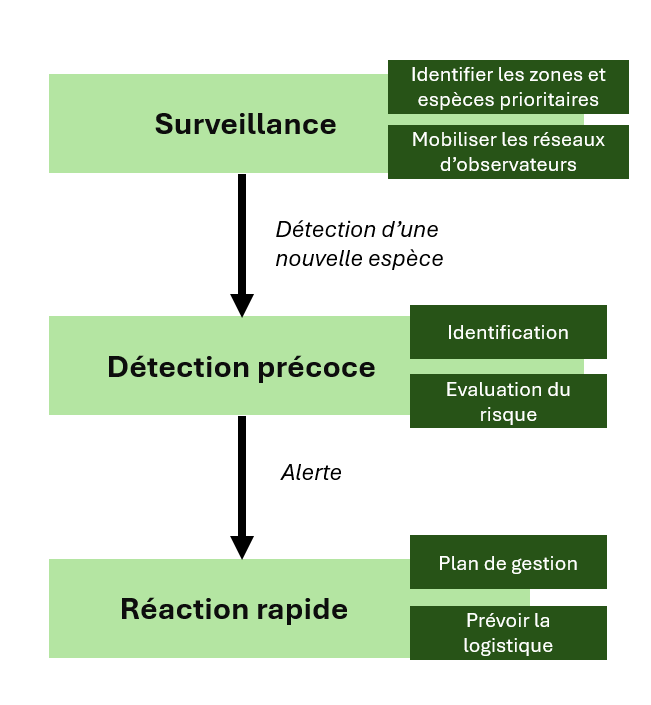 Identifier les zones et
espèces prioritaires
Surveillance
Mobiliser les réseaux
d’observateurs
Détection d’une
nouvelle espèce
Identification
Détection précoce
Evaluation du
risque
Alerte
Plan de gestion
Réaction rapide
Prévoir la
logistique